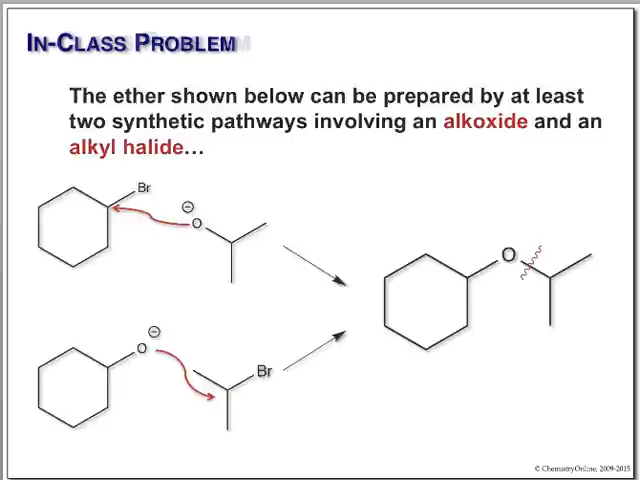 IN-CLASS PROBLEM
The ether shown below can be prepared by at least
two synthetic pathways involving an alkoxide and an
alkyl halide…
Br
⊖
O
O
⊖
O
Br
© ChemistryOnline, 2009-2015